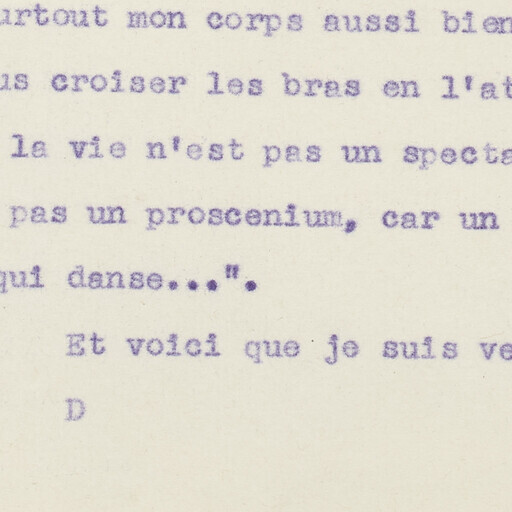 urtout mon corps aussi bien
us croiser les bras en l'at
la vie n'est pas un specta
pas un proscenium, car un
qui danse...".
Et voici que je suis ve
D